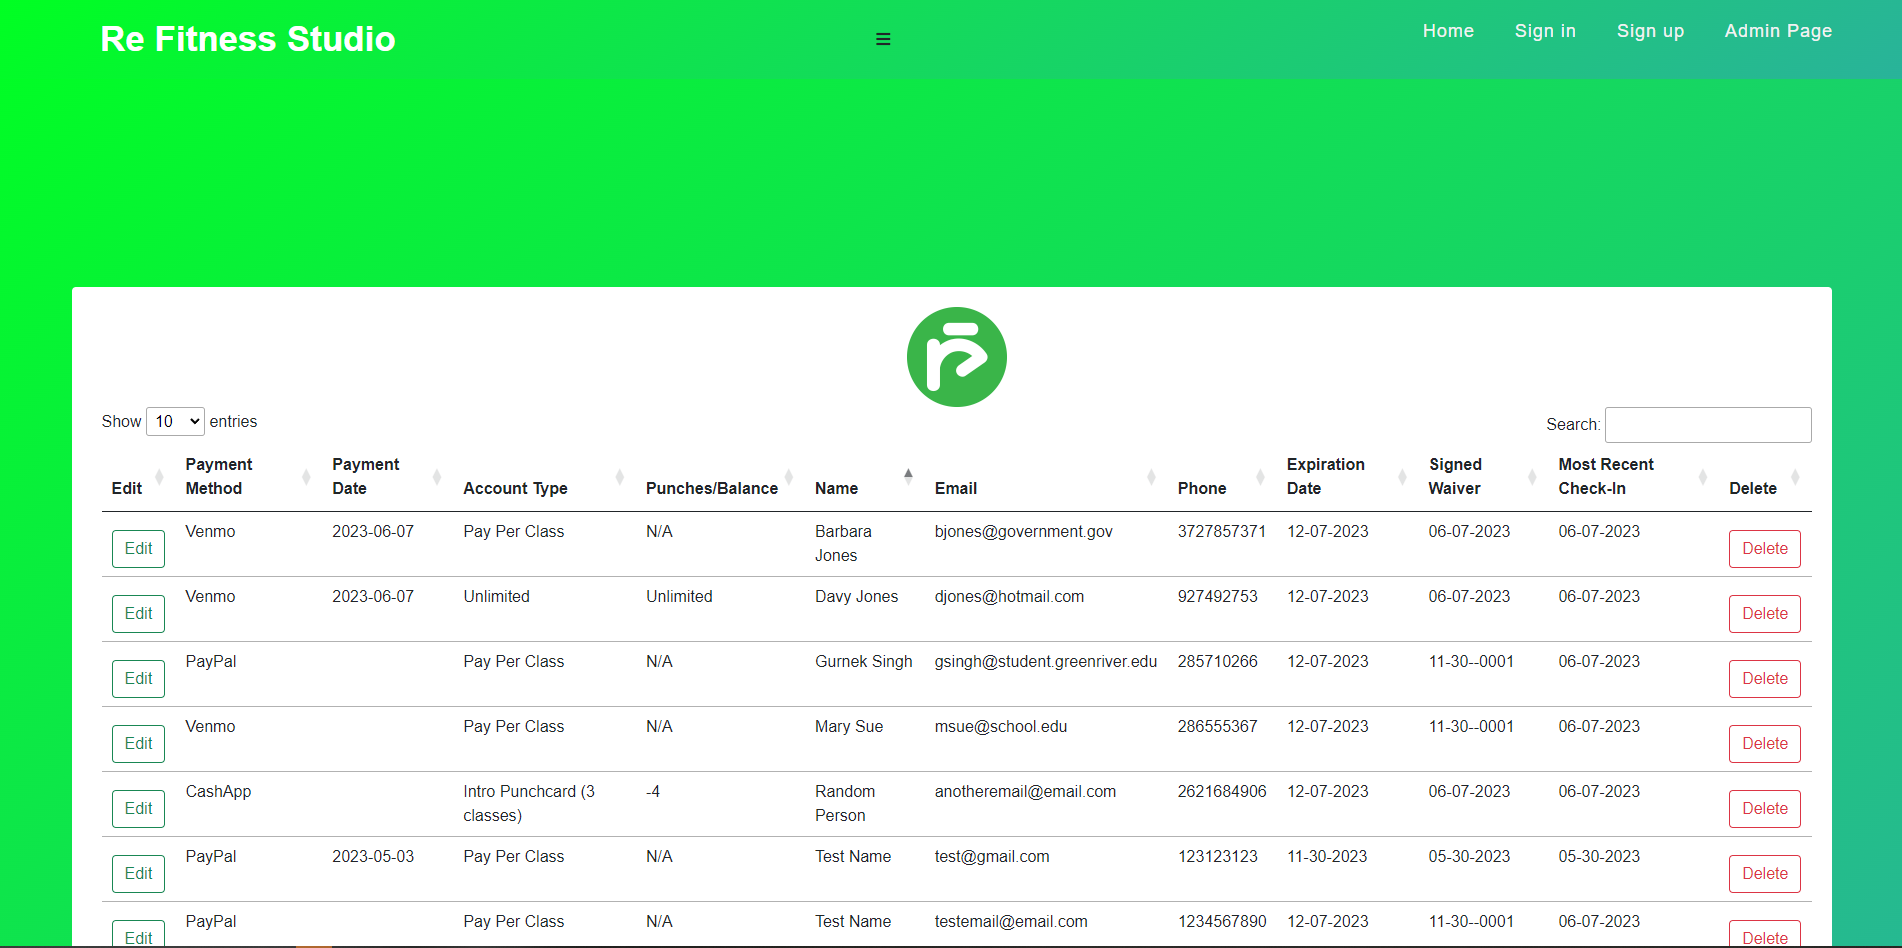 Re Fitness Studio
Home Sign in Sign up Admin Page
Show 10 entries
Search:
Edit Payment Method Payment Date Account Type Punches/Balance Name Email Phone Expiration Date Signed Waiver Most Recent Check-In Delete
Edit Venmo 2023-06-07 Pay Per Class N/A Barbara Jones bjones@government.gov 3727857371 12-07-2023 06-07-2023 06-07-2023 Delete
Edit Venmo 2023-06-07 Unlimited Unlimited Davy Jones djones@hotmail.com 927492753 12-07-2023 06-07-2023 06-07-2023 Delete
Edit PayPal Pay Per Class N/A Gurnek Singh gsingh@student.greenriver.edu 285710266 12-07-2023 11-30--0001 06-07-2023 Delete
Edit Venmo Pay Per Class N/A Mary Sue msue@school.edu 286555367 12-07-2023 11-30--0001 06-07-2023 Delete
Edit CashApp Intro Punchcard (3 classes) -4 Random Person anotheremail@email.com 2621684906 12-07-2023 06-07-2023 06-07-2023 Delete
Edit PayPal 2023-05-03 Pay Per Class N/A Test Name test@gmail.com 123123123 11-30-2023 05-30-2023 05-30-2023 Delete
Edit PayPal Pay Per Class N/A Test Name testemail@email.com 1234567890 12-07-2023 11-30--0001 06-07-2023 Delete